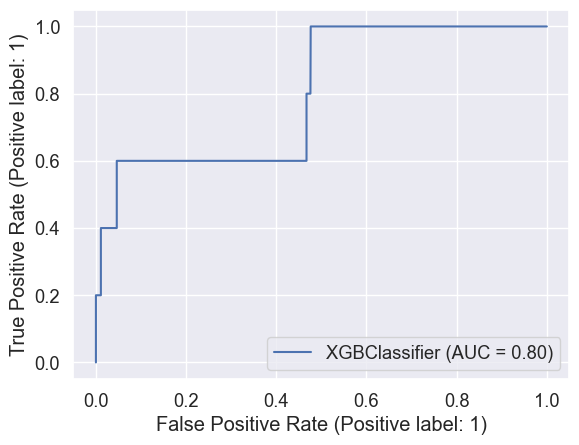 True Positive Rate (Positive label: 1)
1.0
0.8
0.6
0.4
0.2
0.0
XGBClassifier (AUC = 0.80)
0.0 0.2 0.4 0.6 0.8 1.0
False Positive Rate (Positive label: 1)